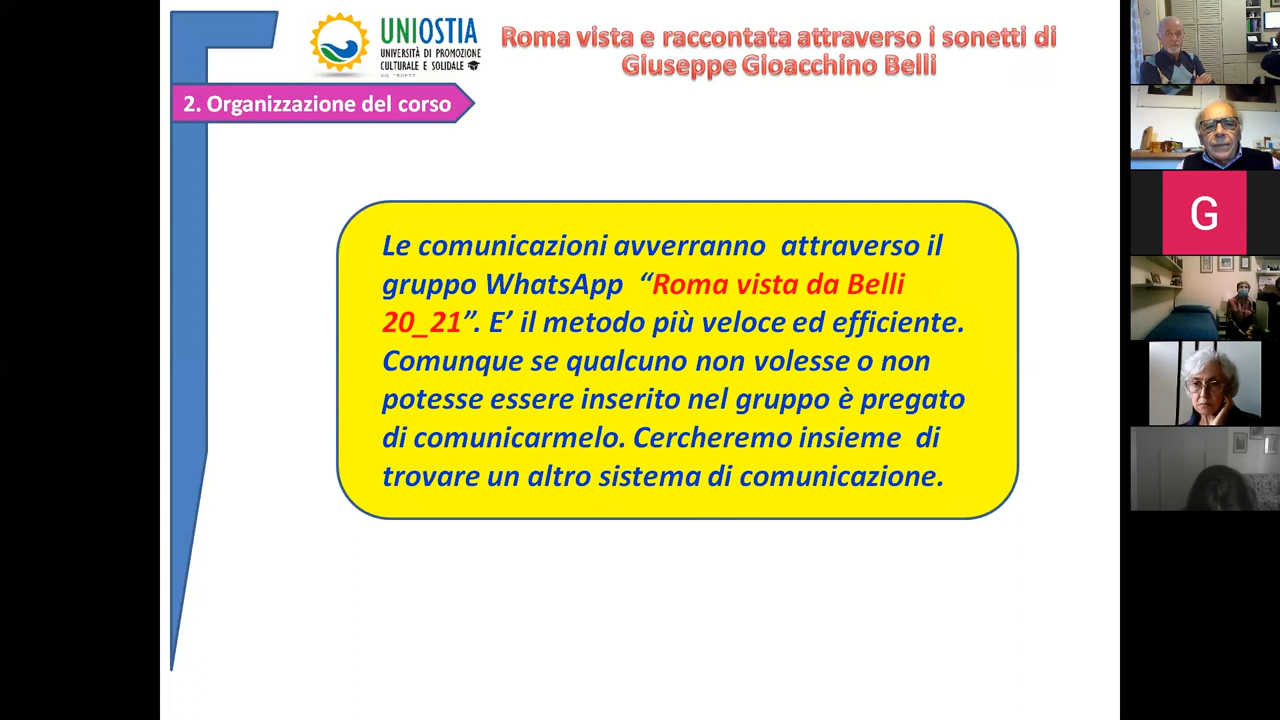 UNIOSTIA
UNIVERSITÀ DI PROMOZIONE
CULTURALE E SOLIDALE
Roma vista e raccontata attraverso i sonetti di
Giuseppe Gioacchino Belli
2. Organizzazione del corso
Le comunicazioni avverranno attraverso il
gruppo WhatsApp “Roma vista da Belli
20_21”. E’ il metodo più veloce ed efficiente.
Comunque se qualcuno non volesse o non
potesse essere inserito nel gruppo è pregato
di comunicarmelo. Cercheremo insieme di
trovare un altro sistema di comunicazione.
G